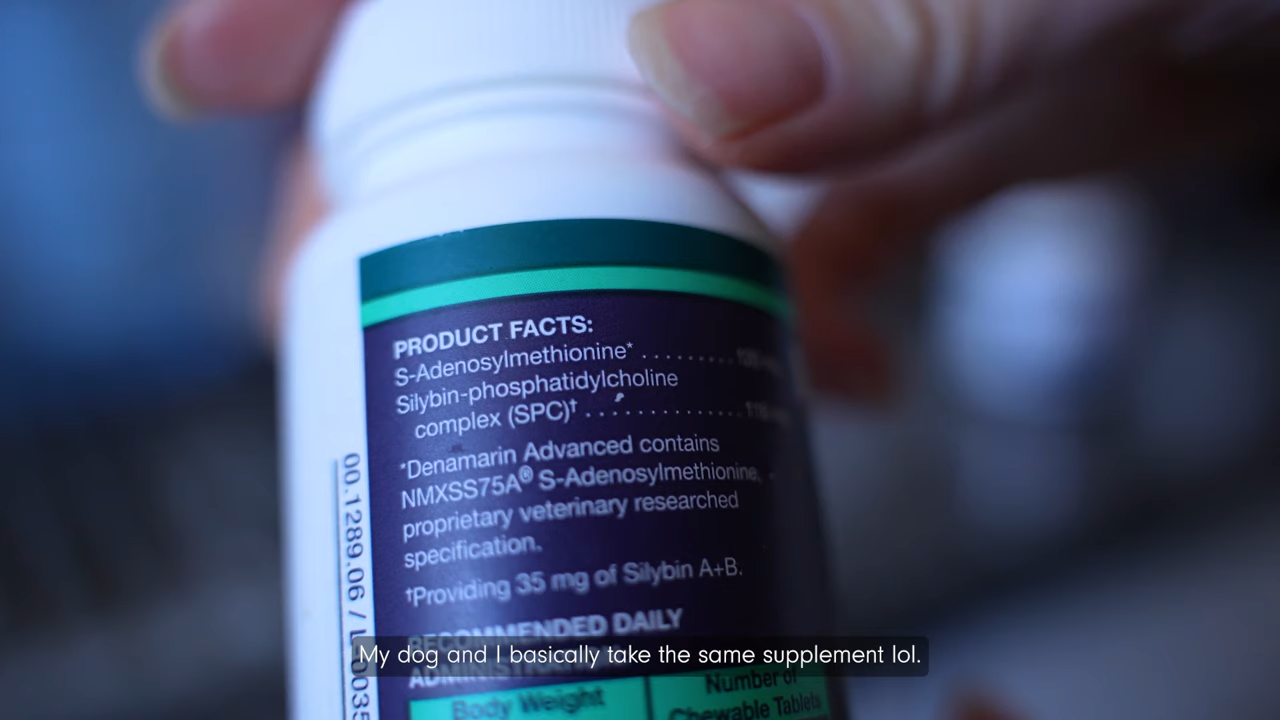 PRODUCT FACTS:
S-Adenosylmethionine* . . . . . . . . .
Silybin-phosphatidylcholine
complex (SPC)† . . . . . . . . . . . . . . .
*Denamarin Advanced contains
NMXSS75A® S-Adenosylmethionine,
proprietary veterinary researched
specification.
†Providing 35 mg of Silybin A+B.
RECOMMENDED DAILY
My dog and I basically take the same supplement lol.
Body Weight
Number of
Chewable Tablets
00.1289.06 / L0035